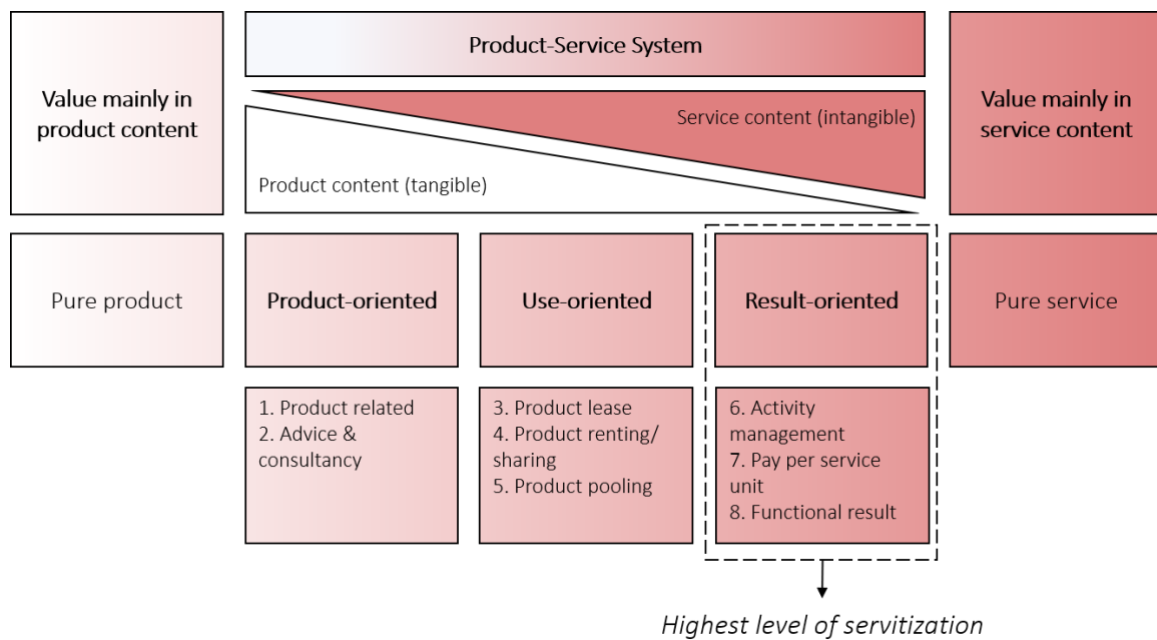 Value mainly in
product content
Product-Service System
Service content (intangible)
Product content (tangible)
Value mainly in
service content
Pure product
Product-oriented
Use-oriented
Result-oriented
Pure service
1. Product related
2. Advice &
consultancy
3. Product lease
4. Product renting/
sharing
5. Product pooling
6. Activity
management
7. Pay per service
unit
8. Functional result
Highest level of servitization